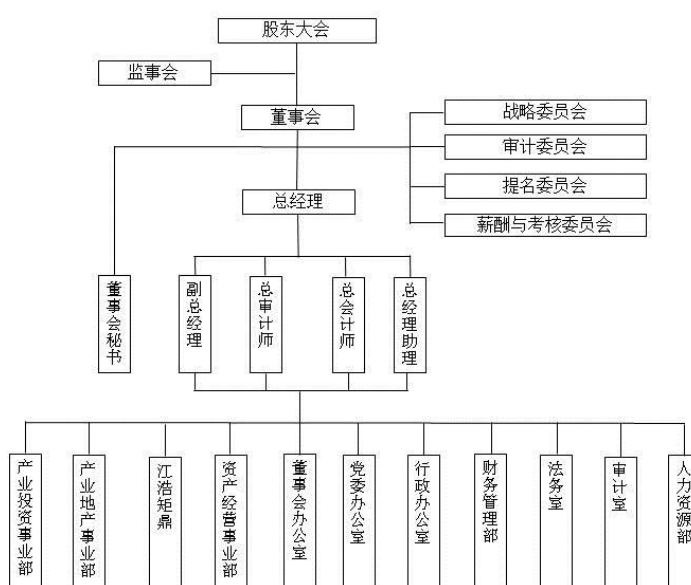 股东大会
监事会
董事会
战略委员会
审计委员会
提名委员会
薪酬与考核委员会
总经理
董事会秘书
副总经理
总审计师
总会计师
总经理助理
产业投资事业部
产业地产事业部
江浩矩鼎
资产经营事业部
董事会办公室
党委办公室
行政办公室
财务管理部
法务室
审计室
人力资源部